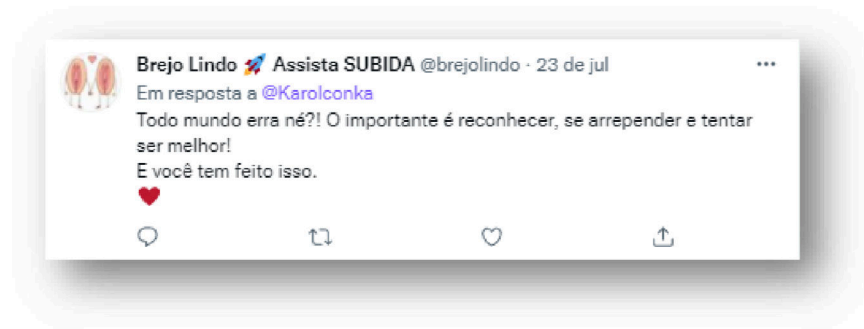 Brejo Lindo 🚀 Assista SUBIDA @brejolindo · 23 de jul
Em resposta a @Karolconka
Todo mundo erra né?! O importante é reconhecer, se arrepender e tentar
ser melhor!
E você tem feito isso.
❤️